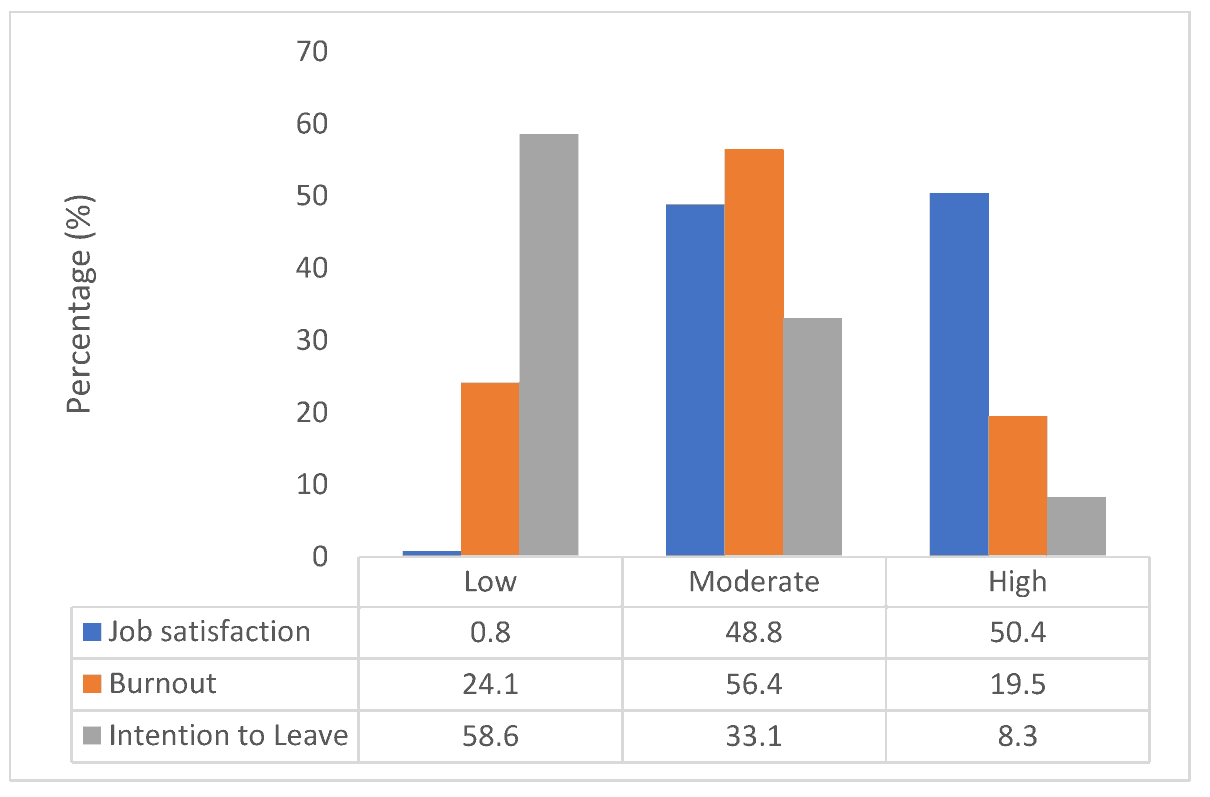 70
60
50
40
30
20
10
0
Percentage (%)
Low Moderate High
Job satisfaction 0.8 48.8 50.4
Burnout 24.1 56.4 19.5
Intention to Leave 58.6 33.1 8.3